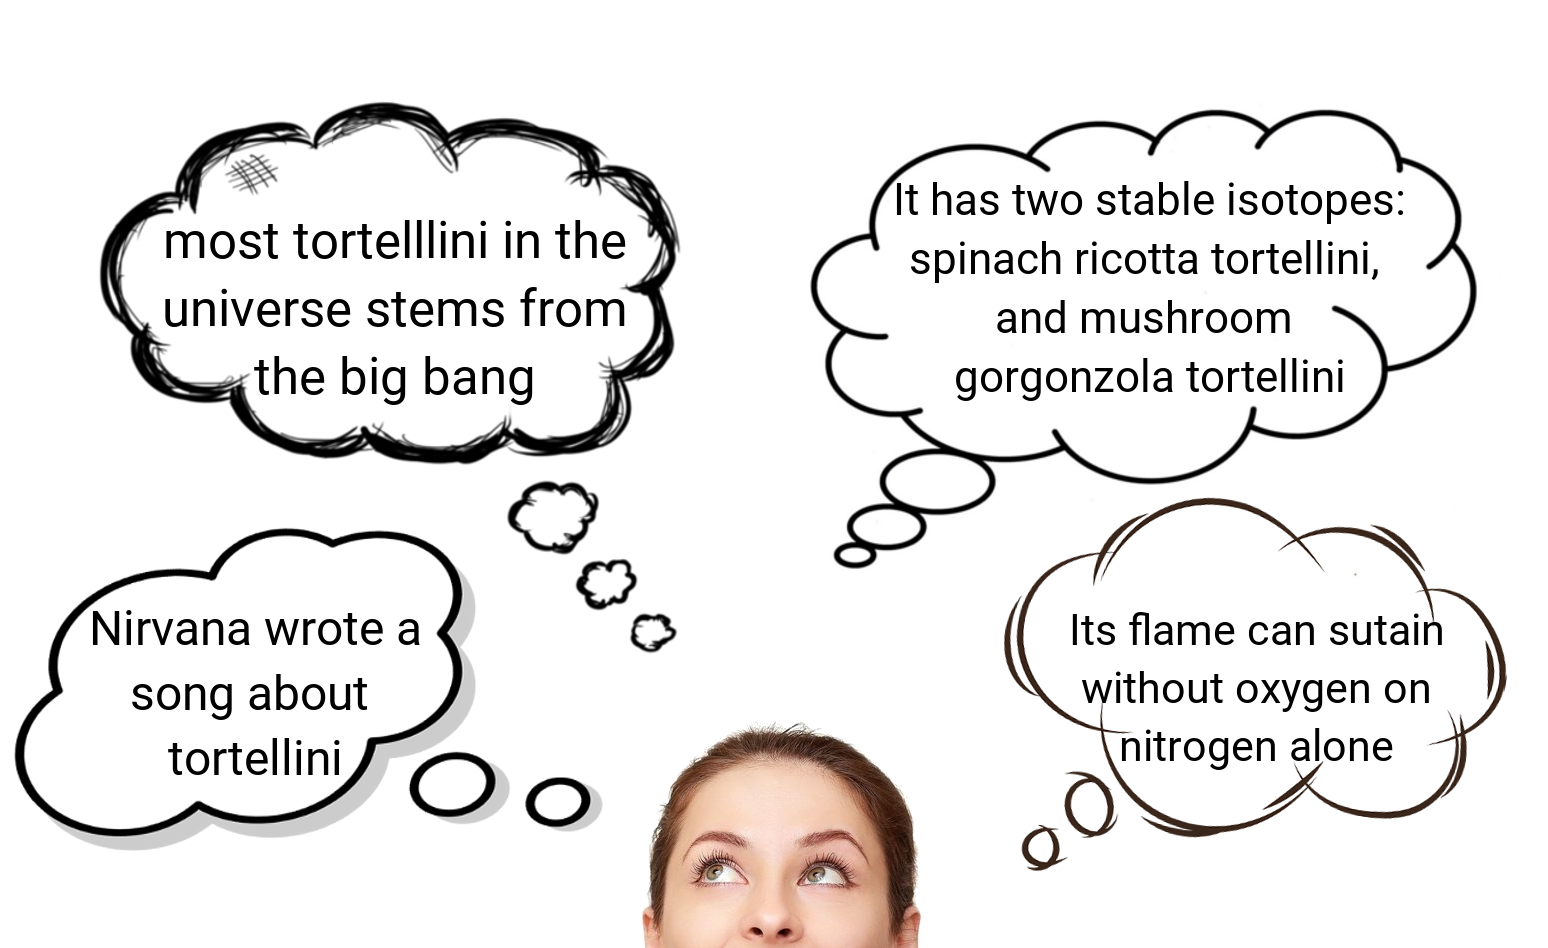 most tortelllini in the
universe stems from
the big bang
It has two stable isotopes:
spinach ricotta tortellini,
and mushroom
gorgonzola tortellini
Nirvana wrote a
song about
tortellini
Its flame can sutain
without oxygen on
nitrogen alone